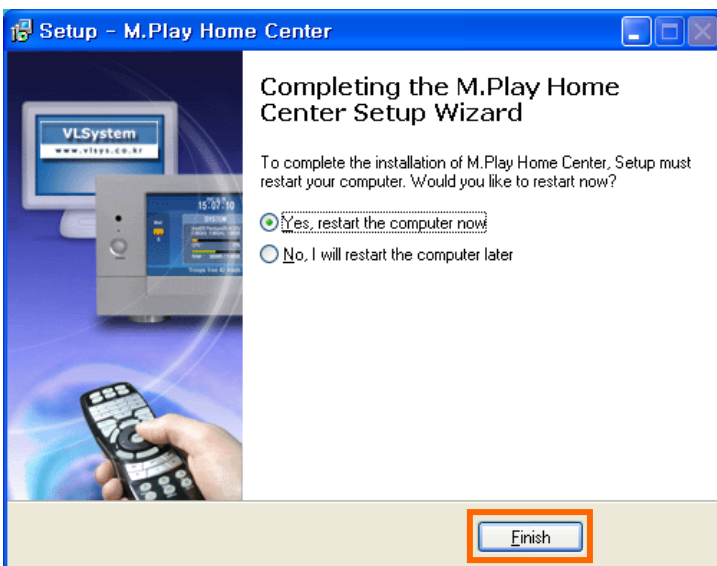 Setup - M.Play Home Center
Completing the M.Play Home
Center Setup Wizard
To complete the installation of M.Play Home Center, Setup must
restart your computer. Would you like to restart now?
Yes, restart the computer now
No, I will restart the computer later
VLSystem
www.vlsys.co.kr
15:07:10
SYSTEM
Finish